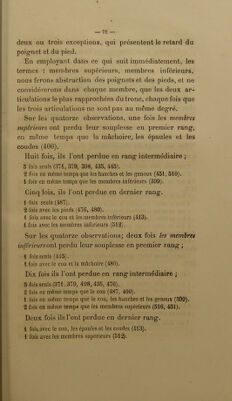 — 70 —
deux ou trois exceptions, qui présentent le retard du
poignet et du pied.
En employant dans ce qui suit immédiatement, les
termes : membres supérieurs, membres inférieurs,
nous ferons abstraction des poignets et des pieds, et ne
considérerons dans chaque membre, que les deux ar-
ticulations le plus rapprochées du tronc, chaque fois que
les trois articulations ne sont pas au même degré.
Sur les quatorze observations, une fois les membres
supérieurs ont perdu leur souplesse en premier rang,
en même temps que la mâchoire, les épaules et les
coudes (400).
Huit fois, ils l'ont perdue en rang intermédiaire ;
5 fois seuls (371, 379, 398, 435, 445).
2 fois en même temps que les hanches et les genoux (451, 510).
1 fois en même temps que les membres inférieurs (309).
Cinq fois, ils l'ont perdue en dernier rang.
1 fois seuls (487).
2 fois avec les pieds (476, 480).
1 fois avec le cou et les membres inférieurs (413).
1 fois avec les membres inférieurs (512).
Sur les quatorze observations; deux fois les membres
inférieurs ont perdu leur souplesse en premier rang ;
1 fois seuls (445).
1 fois avec le cou et la mâchoire (480).
Dix fois ils l'ont perdue en rang intermédiaire ;
5 fois seuls (371, 379, 498, 435, 476).
2 fois en même temps que le cou (487, 400).
1 fois en même temps que le cou, les hanches et les genoux (309).
2 fois en même temps que les membres supérieurs (510, 451).
Deux fois ils l'ont perdue en dernier rang.
1 fois avec le cou, les épaules et les coudes (413).
1 fois avec les membres supérieurs (512).